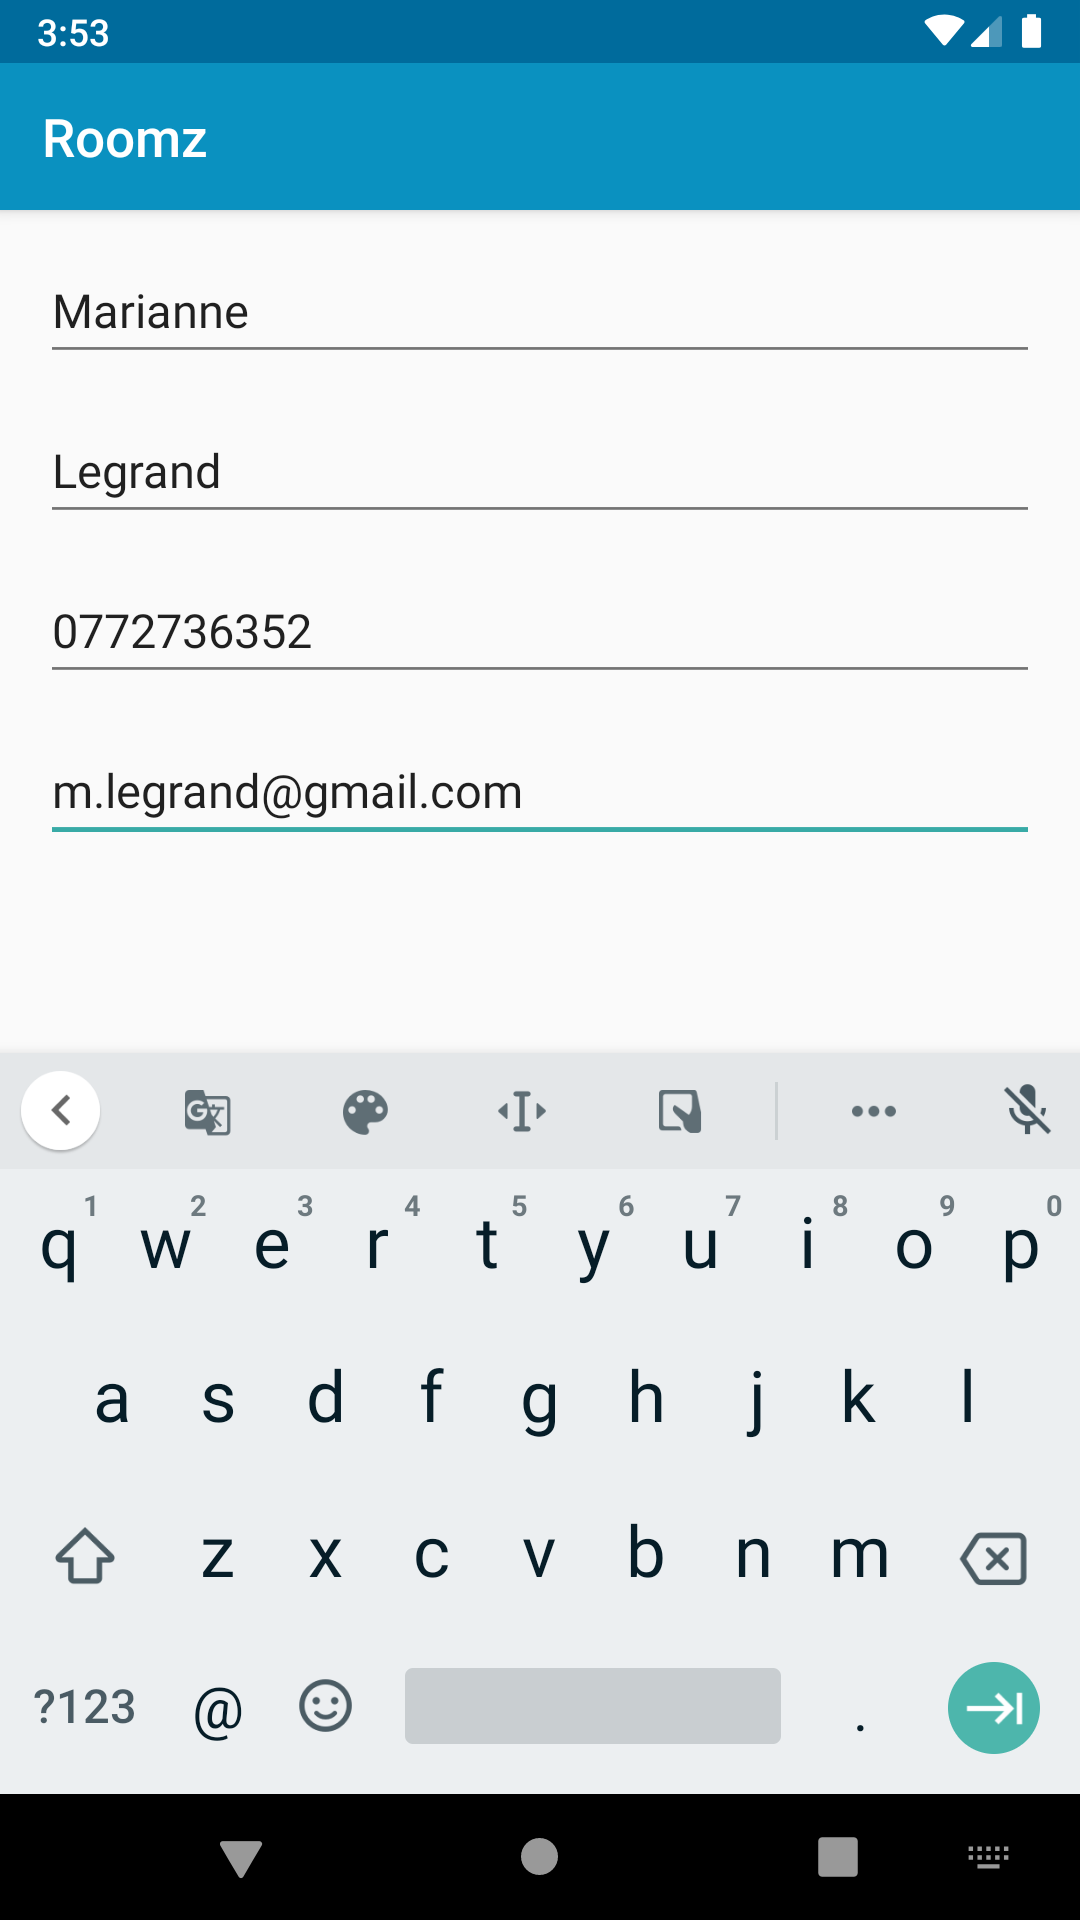 3:53
Roomz
Marianne
Legrand
0772736352
m.legrand@gmail.com
G
1 2 3 4 5 6 7 8 9 0
q w e r t y u i o p
a s d f g h j k l
z x c v b n m
?123 @ .